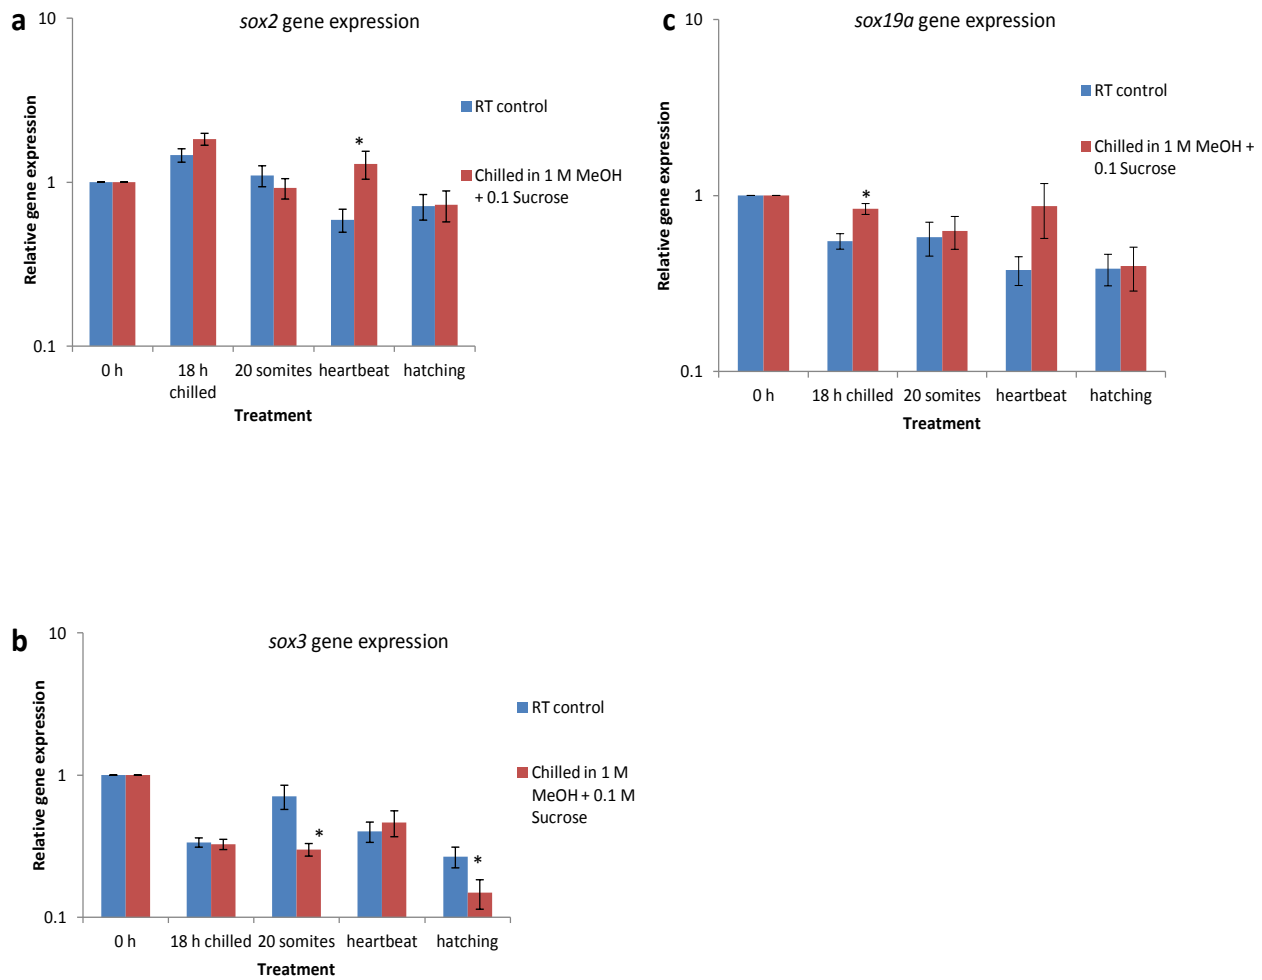 a
sox2 gene expression
10
1
0.1
Relative gene expression
RT control
Chilled in 1 M MeOH
+ 0.1 Sucrose
*
0 h
18 h
chilled
20 somites
heartbeat
hatching
Treatment
c
sox19a gene expression
10
1
0.1
Relative gene expression
RT control
Chilled in 1 M MeOH +
0.1 Sucrose
*
0 h
18 h chilled
20 somites
heartbeat
hatching
Treatment
b
sox3 gene expression
10
1
0.1
Relative gene expression
RT control
Chilled in 1 M
MeOH + 0.1 M
Sucrose
*
*
0 h
18 h chilled
20 somites
heartbeat
hatching
Treatment